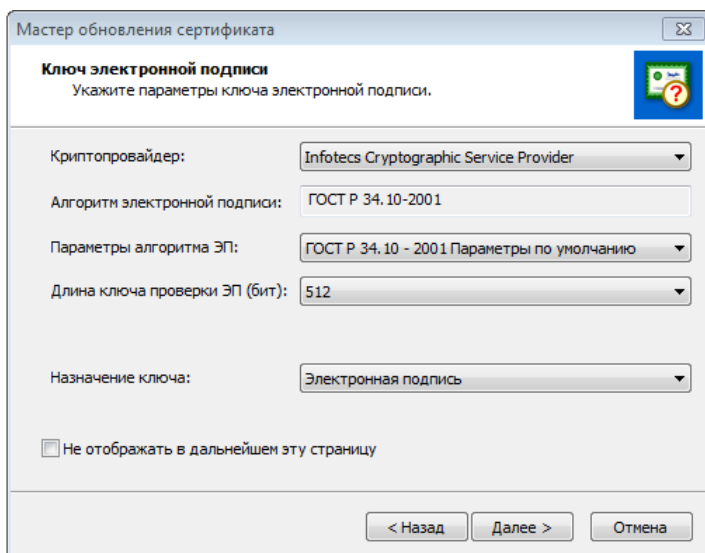 Мастер обновления сертификата
Ключ электронной подписи
Укажите параметры ключа электронной подписи.
Криптопровайдер: Infotecs Cryptographic Service Provider
Алгоритм электронной подписи: ГОСТ Р 34.10-2001
Параметры алгоритма ЭП: ГОСТ Р 34.10 - 2001 Параметры по умолчанию
Длина ключа проверки ЭП (бит): 512
Назначение ключа: Электронная подпись
Не отображать в дальнейшем эту страницу
< Назад Далее > Отмена